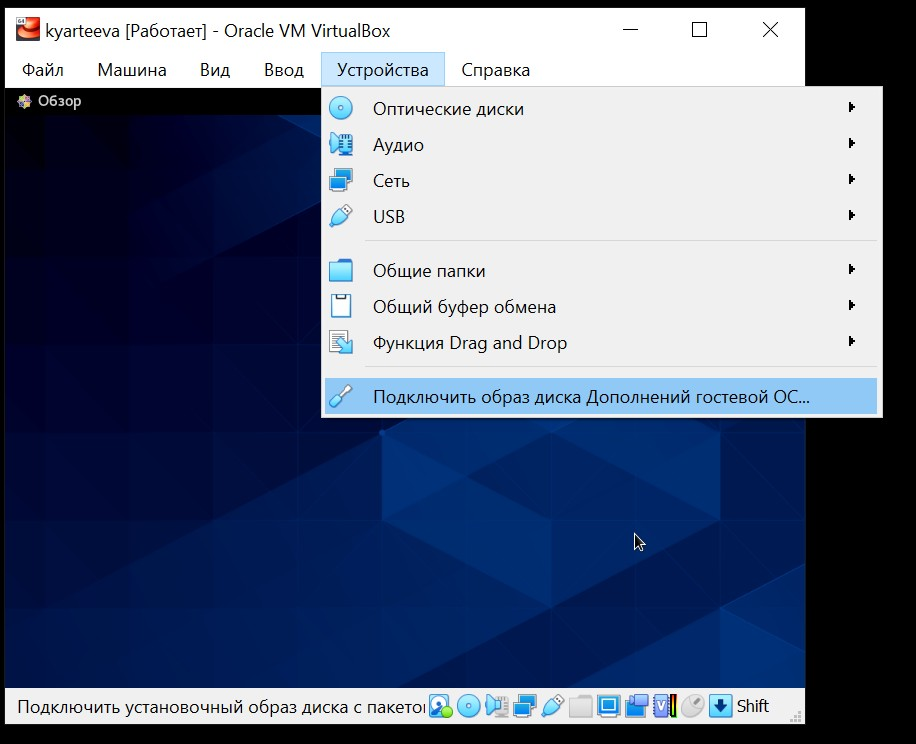 kyarteeva [Работает] - Oracle VM VirtualBox
Файл Машина Вид Ввод Устройства Справка
Обзор
Оптические диски
Аудио
Сеть
USB
Общие папки
Общий буфер обмена
Функция Drag and Drop
Подключить образ диска Дополнений гостевой ОС...
Подключить установочный образ диска с пакето Shift